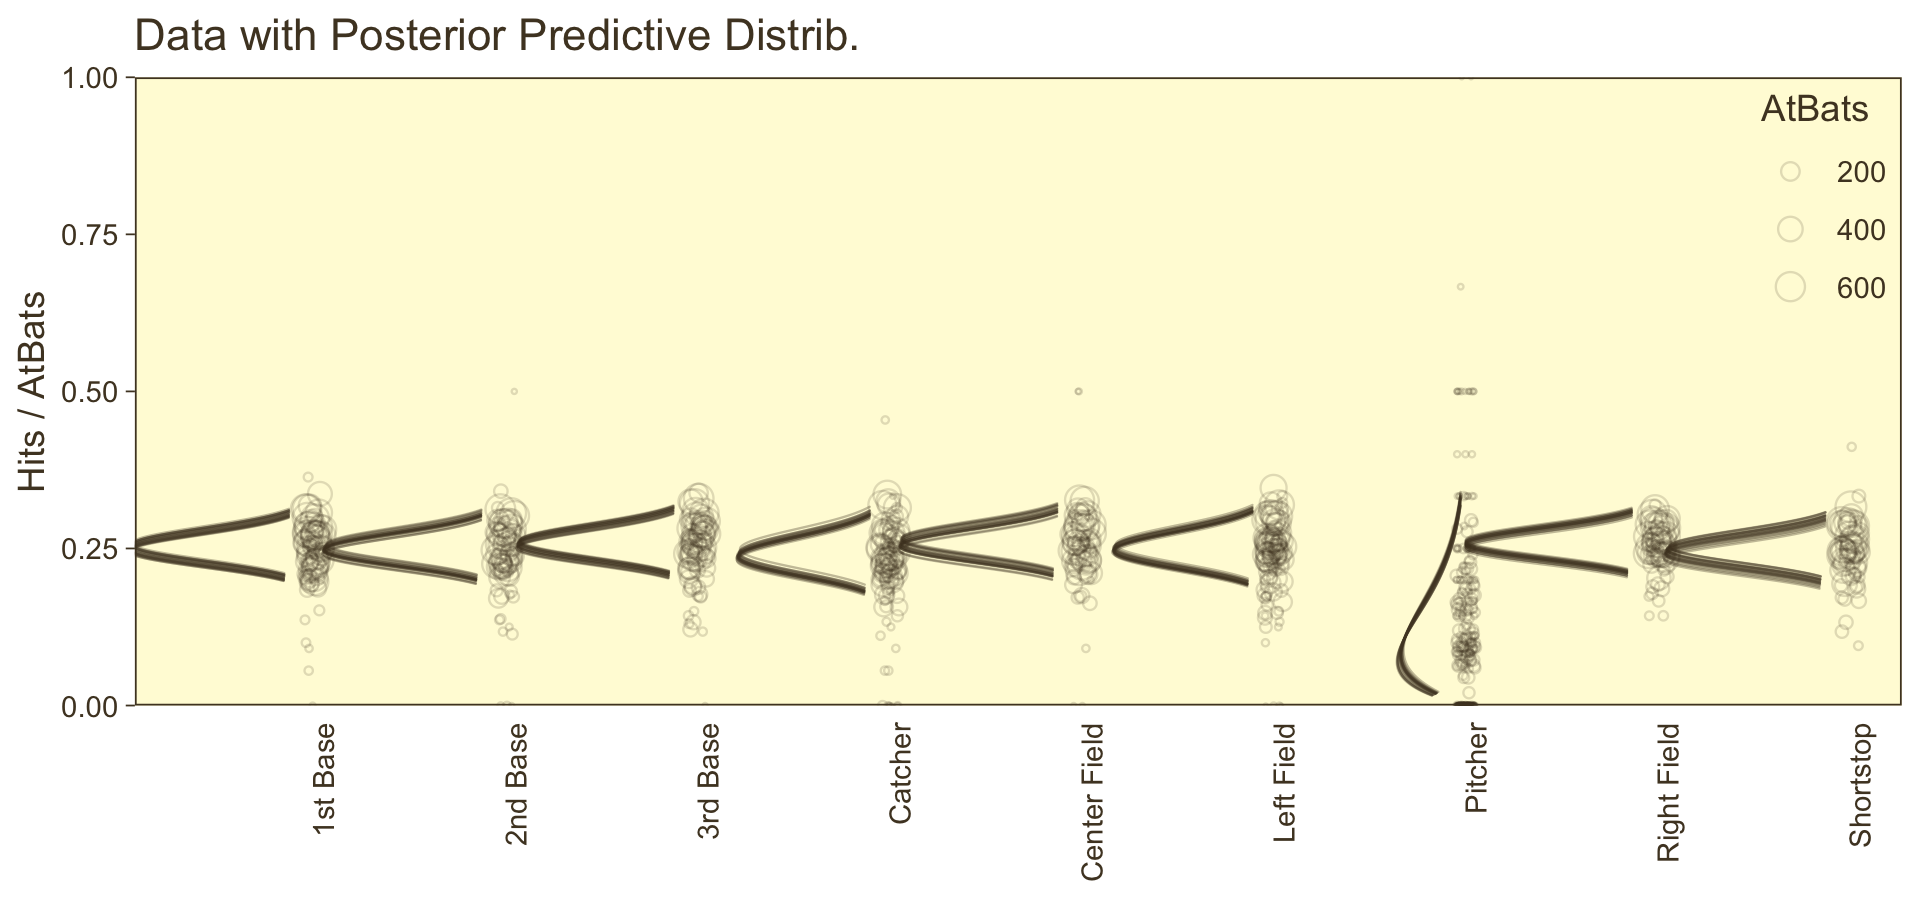 Data with Posterior Predictive Distrib.
1.00
0.75
0.50
0.25
0.00
Hits / AtBats
AtBats
200
400
600
1st Base
2nd Base
3rd Base
Catcher
Center Field
Left Field
Pitcher
Right Field
Shortstop